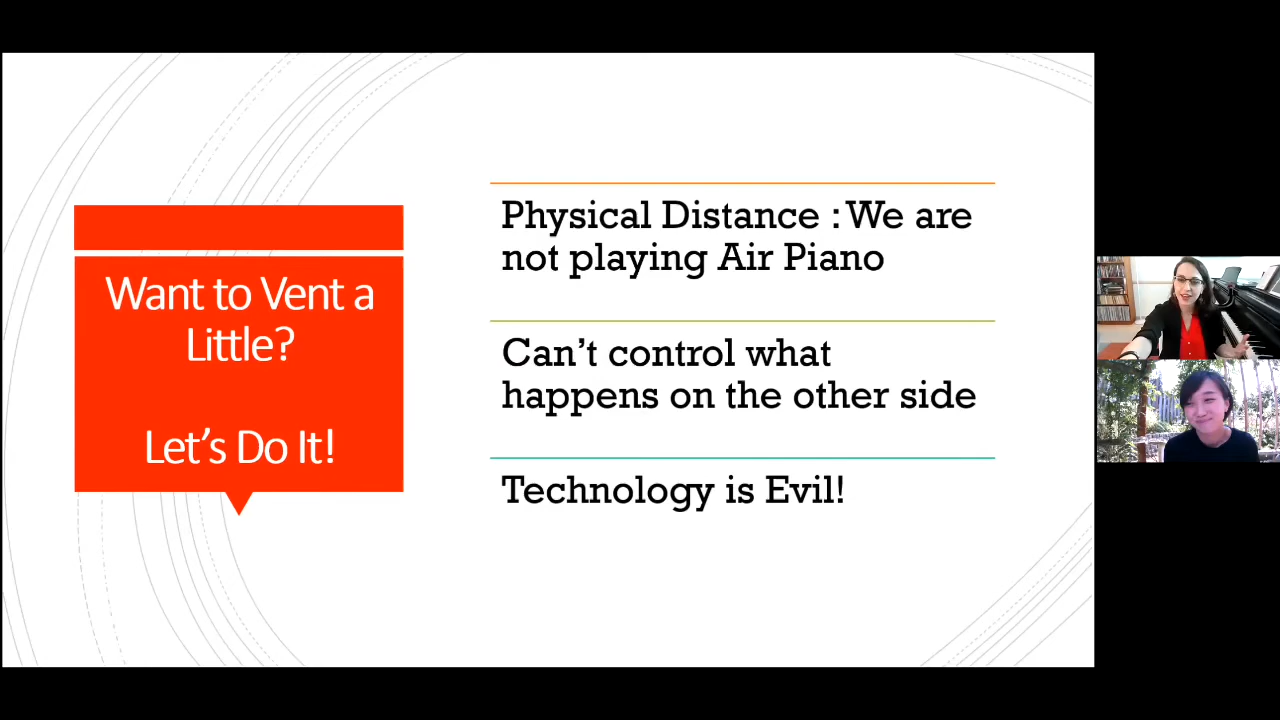 Want to Vent a
Little?
Let’s Do It!
Physical Distance : We are
not playing Air Piano
Can’t control what
happens on the other side
Technology is Evil!